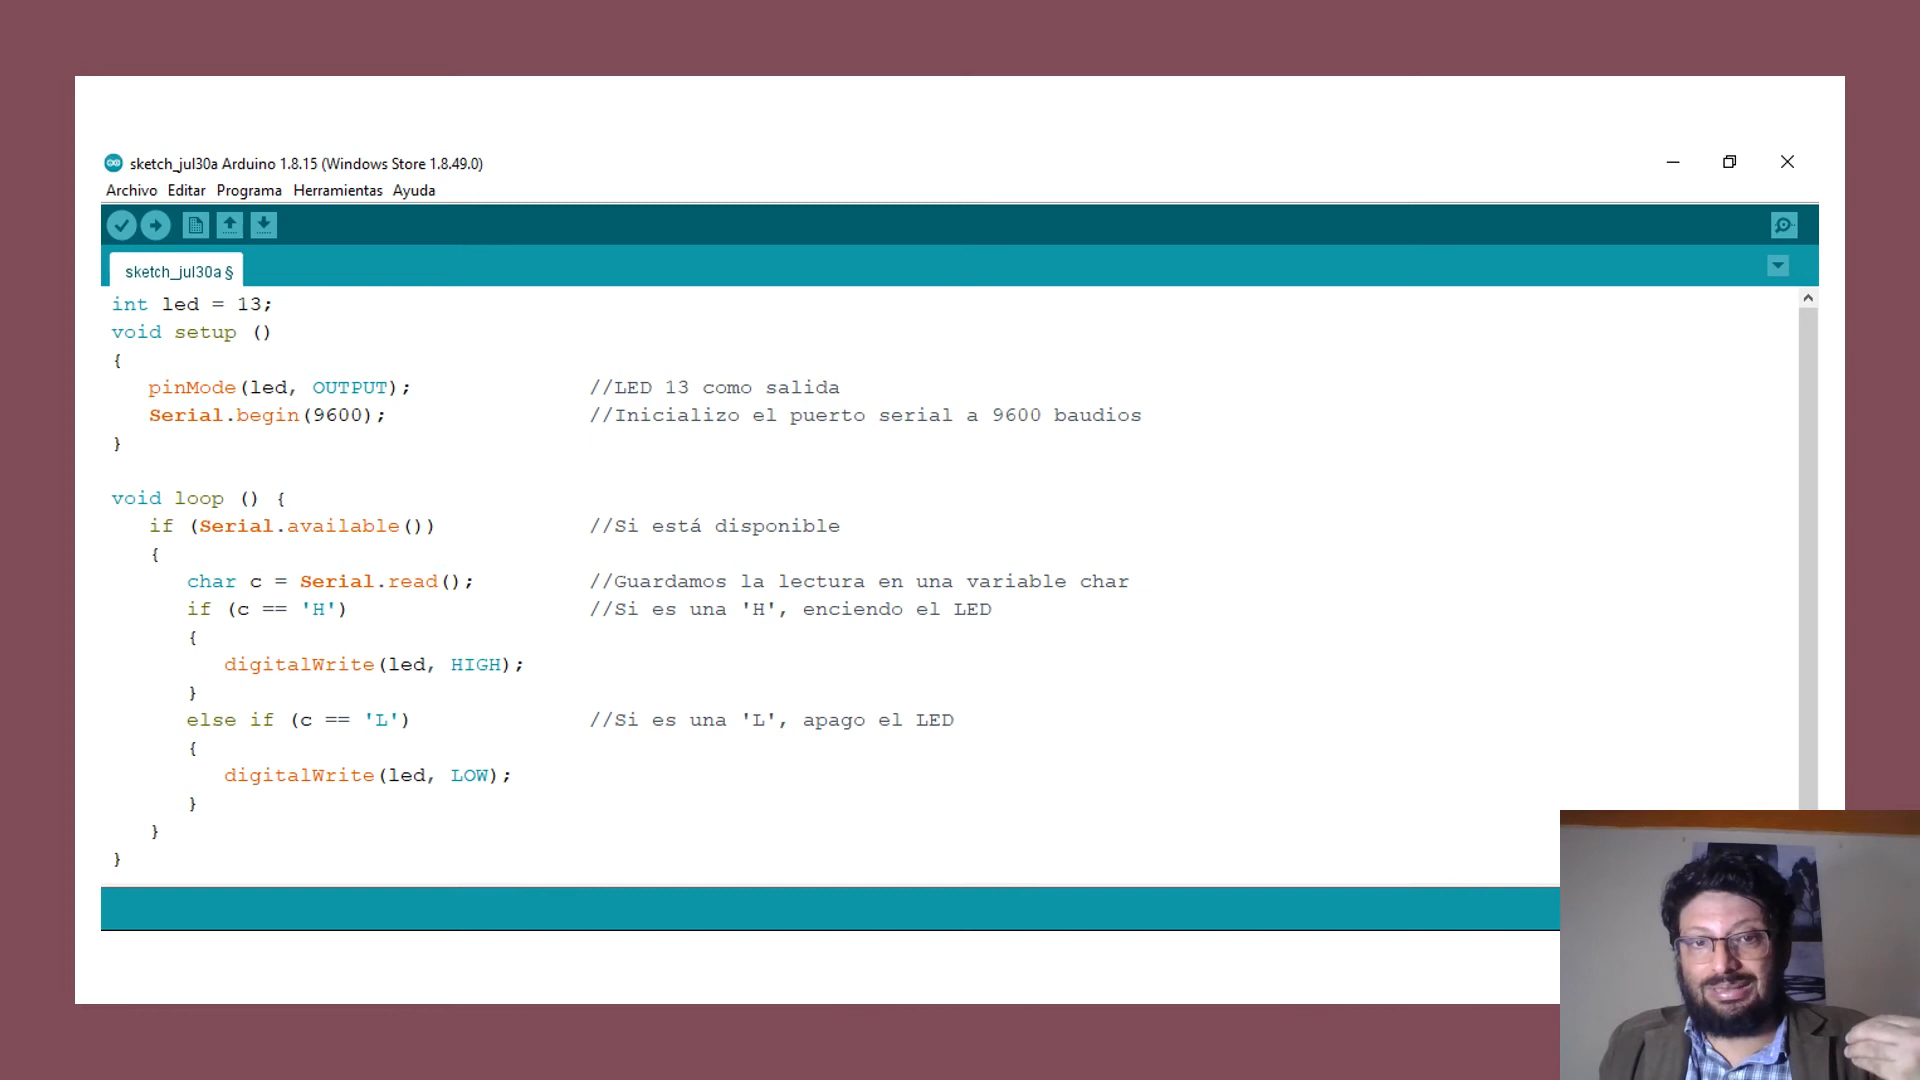 sketch_jul30a Arduino 1.8.15 (Windows Store 1.8.49.0)
Archivo Editar Programa Herramientas Ayuda
sketch_jul30a §
int led = 13;
void setup ()
{
   pinMode(led, OUTPUT);              //LED 13 como salida
   Serial.begin(9600);                //Inicializo el puerto serial a 9600 baudios
}
void loop () {
   if (Serial.available())            //Si está disponible
   {
      char c = Serial.read();         //Guardamos la lectura en una variable char
      if (c == 'H')                   //Si es una 'H', enciendo el LED
      {
         digitalWrite(led, HIGH);
      }
      else if (c == 'L')              //Si es una 'L', apago el LED
      {
         digitalWrite(led, LOW);
      }
   }
}